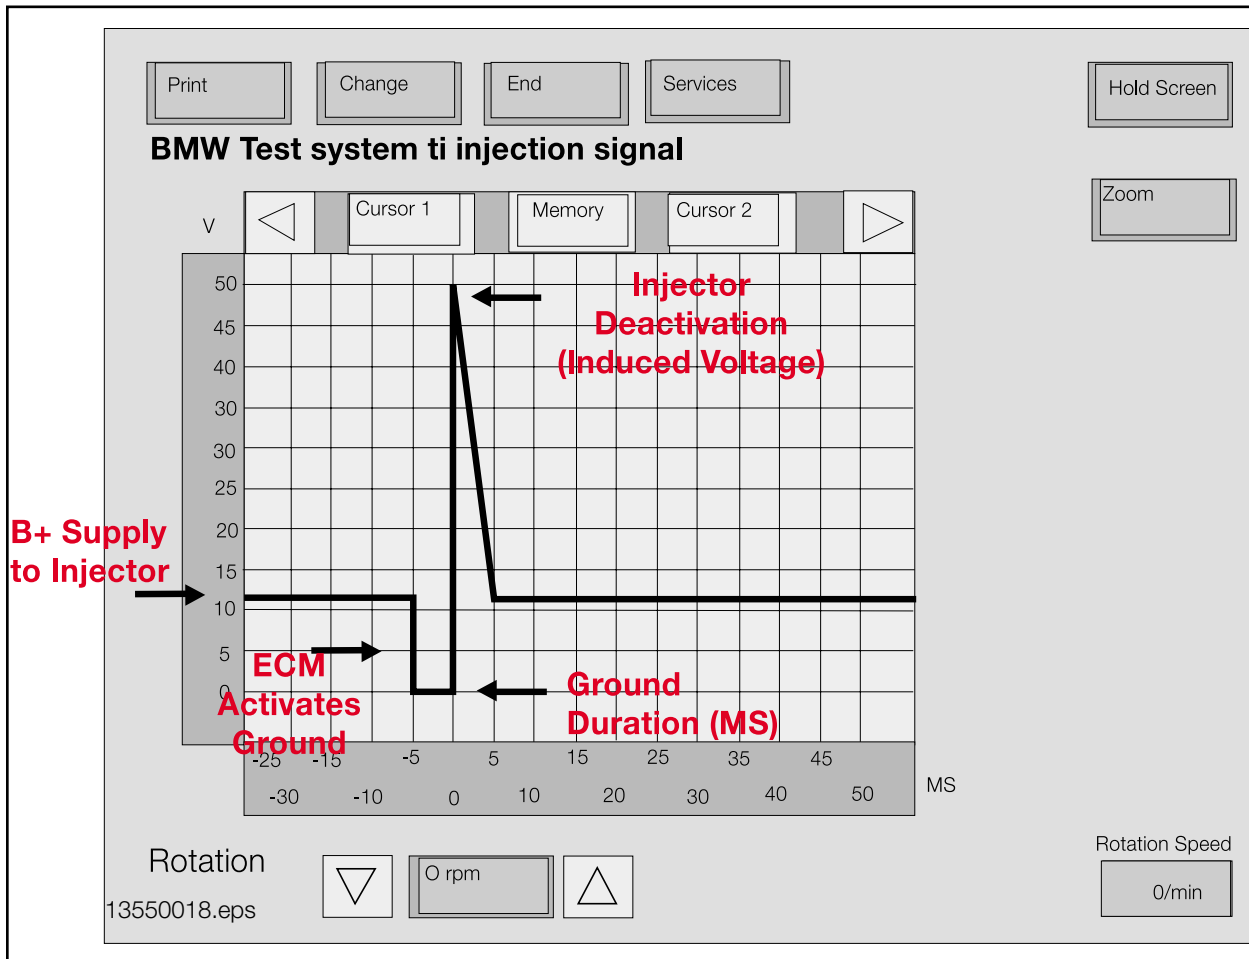 Print
Change
End
Services
Hold Screen
BMW Test system ti injection signal
Zoom
V
Cursor 1
Memory
Cursor 2
50
45
40
30
30
25
20
15
10
5
0
Injector
Deactivation
(Induced Voltage)
B+ Supply
to Injector
ECM
Activates
Ground
Ground
Duration (MS)
-25 -15 -5 5 15 25 35 45
-30 -10 0 10 20 30 40 50
MS
Rotation
O rpm
Rotation Speed
0/min
13550018.eps